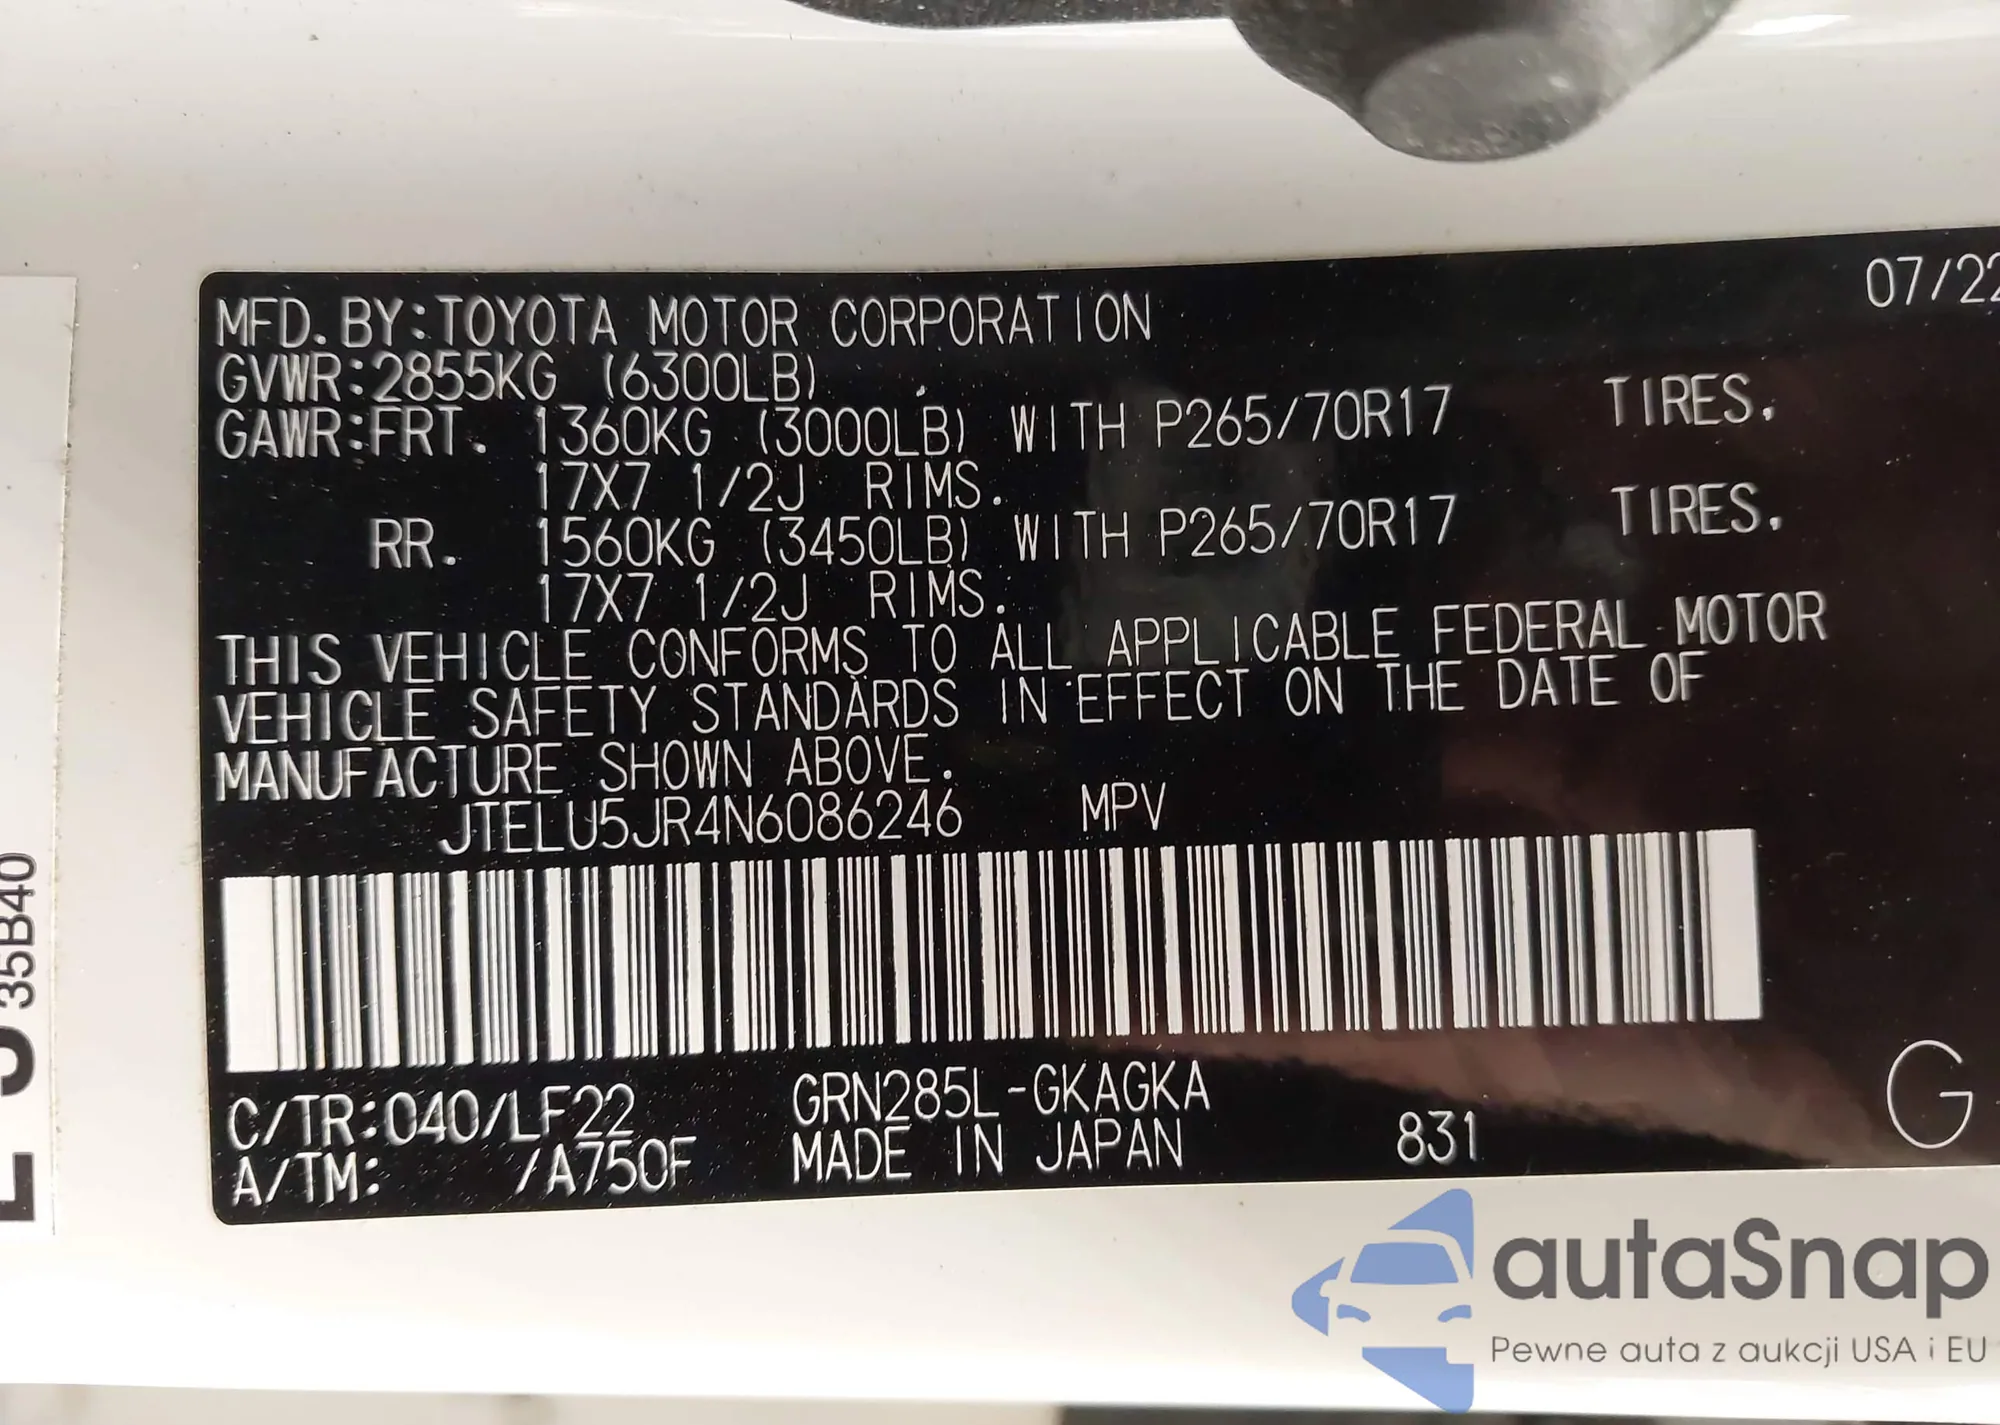 07/22
MFD.BY:TOYOTA MOTOR CORPORATION
GVWR:2855KG (6300LB)
GAWR:FRT. 1360KG (3000LB) WITH P265/70R17 TIRES.
17X7 1/2J RIMS.
RR. 1560KG (3450LB) WITH P265/70R17 TIRES.
17X7 1/2J RIMS.
THIS VEHICLE CONFORMS TO ALL APPLICABLE FEDERAL MOTOR
VEHICLE SAFETY STANDARDS IN EFFECT ON THE DATE OF
MANUFACTURE SHOWN ABOVE.
JTELU5JR4N6086246 MPV
C/TR:040/LF22 GRN285L-GKAGKA
A/TM: /A750F MADE IN JAPAN 831 G
35B40
autoSnap
Pewne auta z aukcji USA i EU